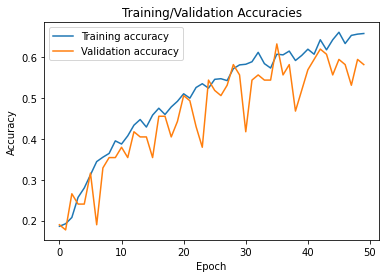 Training/Validation Accuracies
Training accuracy
Validation accuracy
0.6
0.5
0.4
0.3
0.2
Accuracy
0 10 20 30 40 50
Epoch